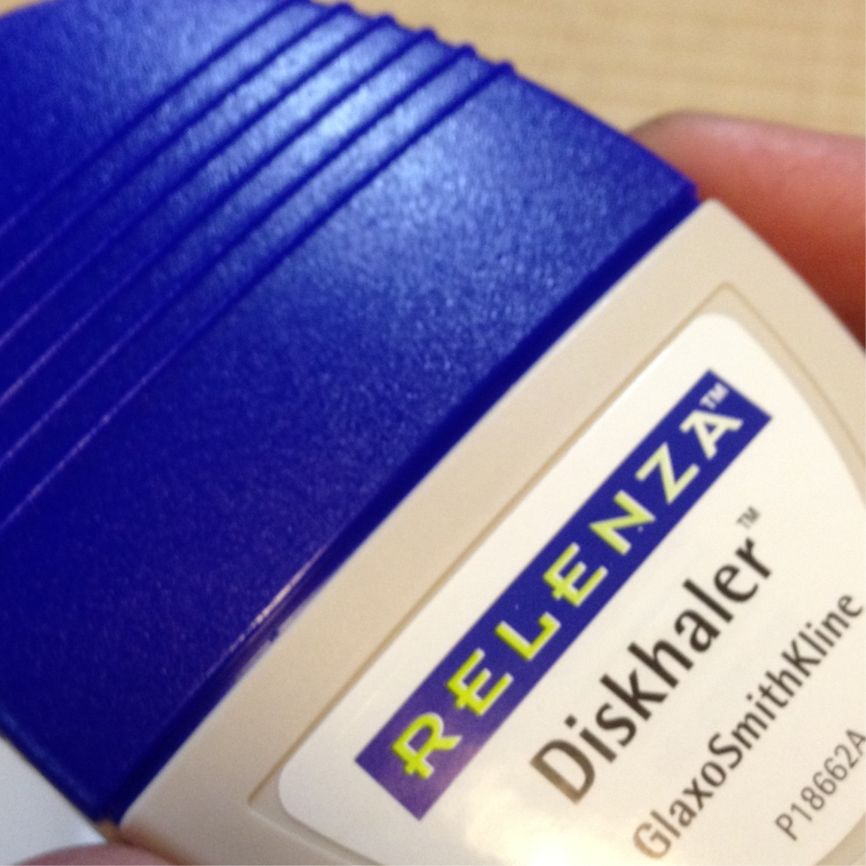 RELENZA™
Diskhaler™
GlaxoSmithKline
P18662A